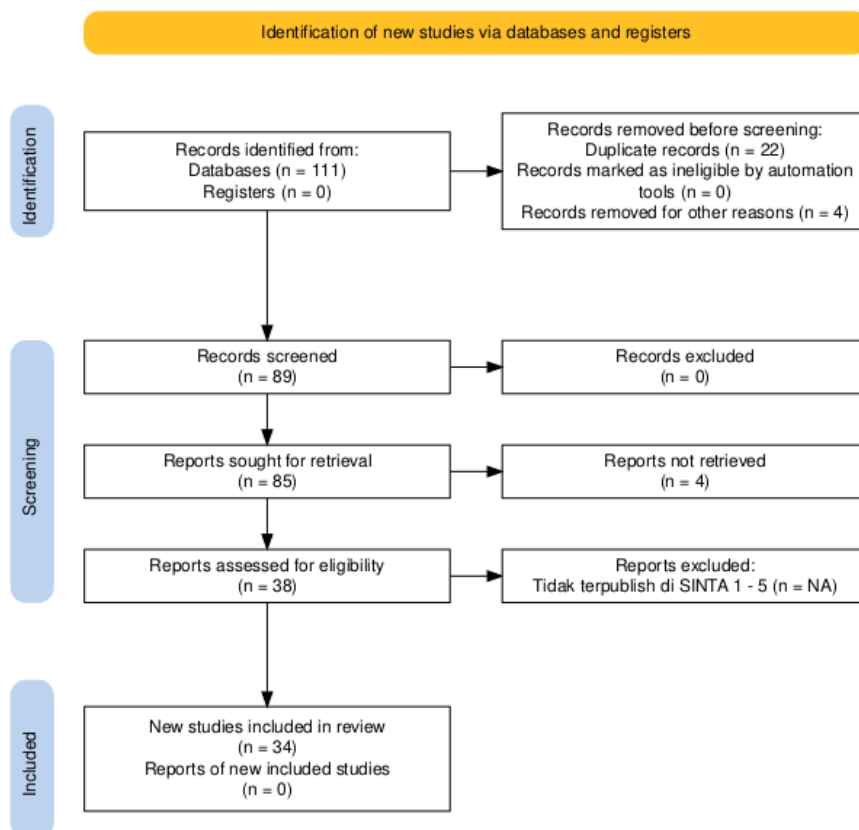 Identification of new studies via databases and registers
Identification
Records identified from:
Databases (n = 111)
Registers (n = 0)
Records removed before screening:
Duplicate records (n = 22)
Records marked as ineligible by automation
tools (n = 0)
Records removed for other reasons (n = 4)
Screening
Records screened
(n = 89)
Records excluded
(n = 0)
Reports sought for retrieval
(n = 85)
Reports not retrieved
(n = 4)
Reports assessed for eligibility
(n = 38)
Reports excluded:
Tidak terpublish di SINTA 1 - 5 (n = NA)
Included
New studies included in review
(n = 34)
Reports of new included studies
(n = 0)